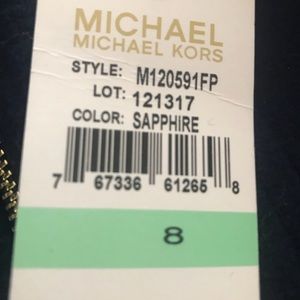 MICHAEL
MICHAEL KORS
STYLE: M120591FP
LOT: 121317
COLOR: SAPPHIRE
7 67336 61265 8
8